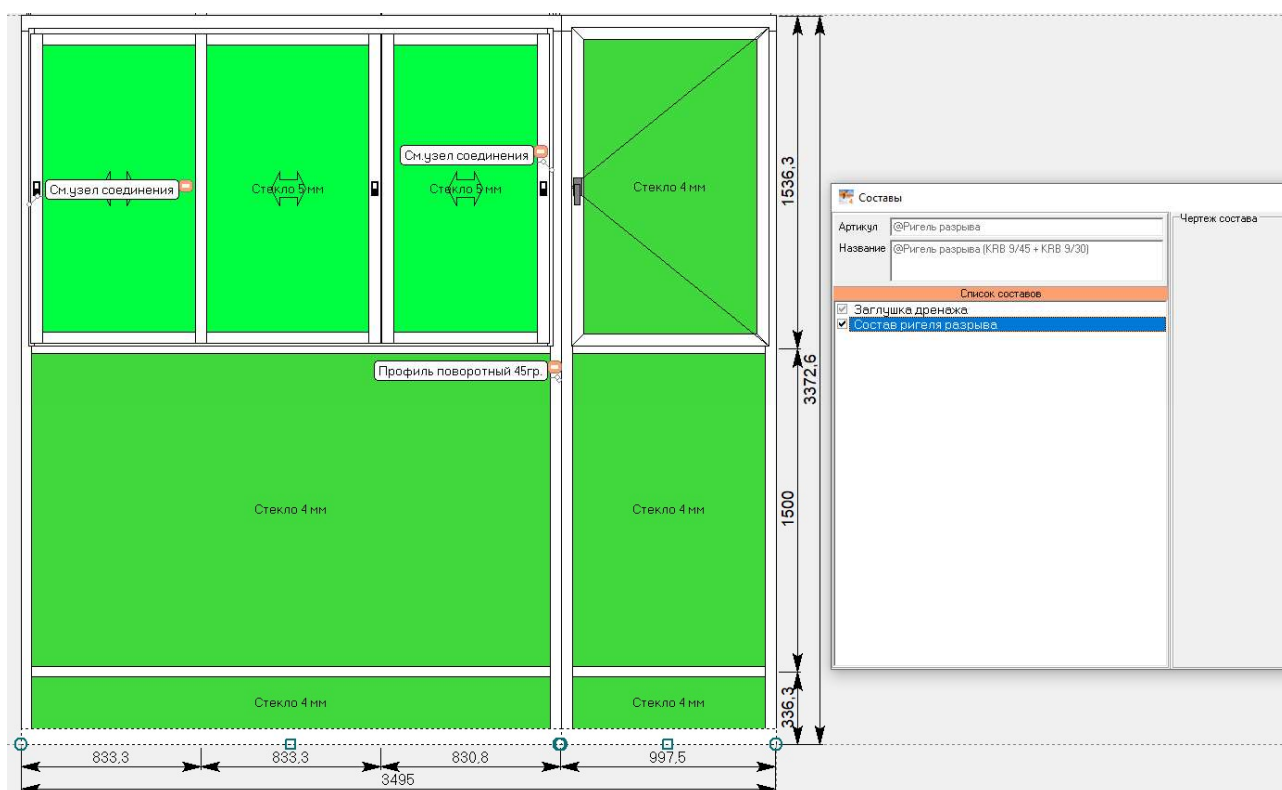 См.узел соединения
См.узел соединения
Стекло 5 мм
Стекло 5 мм
Стекло 4 мм
1536,3
Профиль поворотный 45гр.
3372,6
Стекло 4 мм
Стекло 4 мм
1500
Стекло 4 мм
Стекло 4 мм
336,3
833,3
833,3
830,8
997,5
3495
Составы
Артикул
@Ригель разрыва
Название
@Ригель разрыва (KRB 9/45 + KRB 9/30)
Чертеж состава
Список составов
Заглушка дренажа
Состав ригеля разрыва